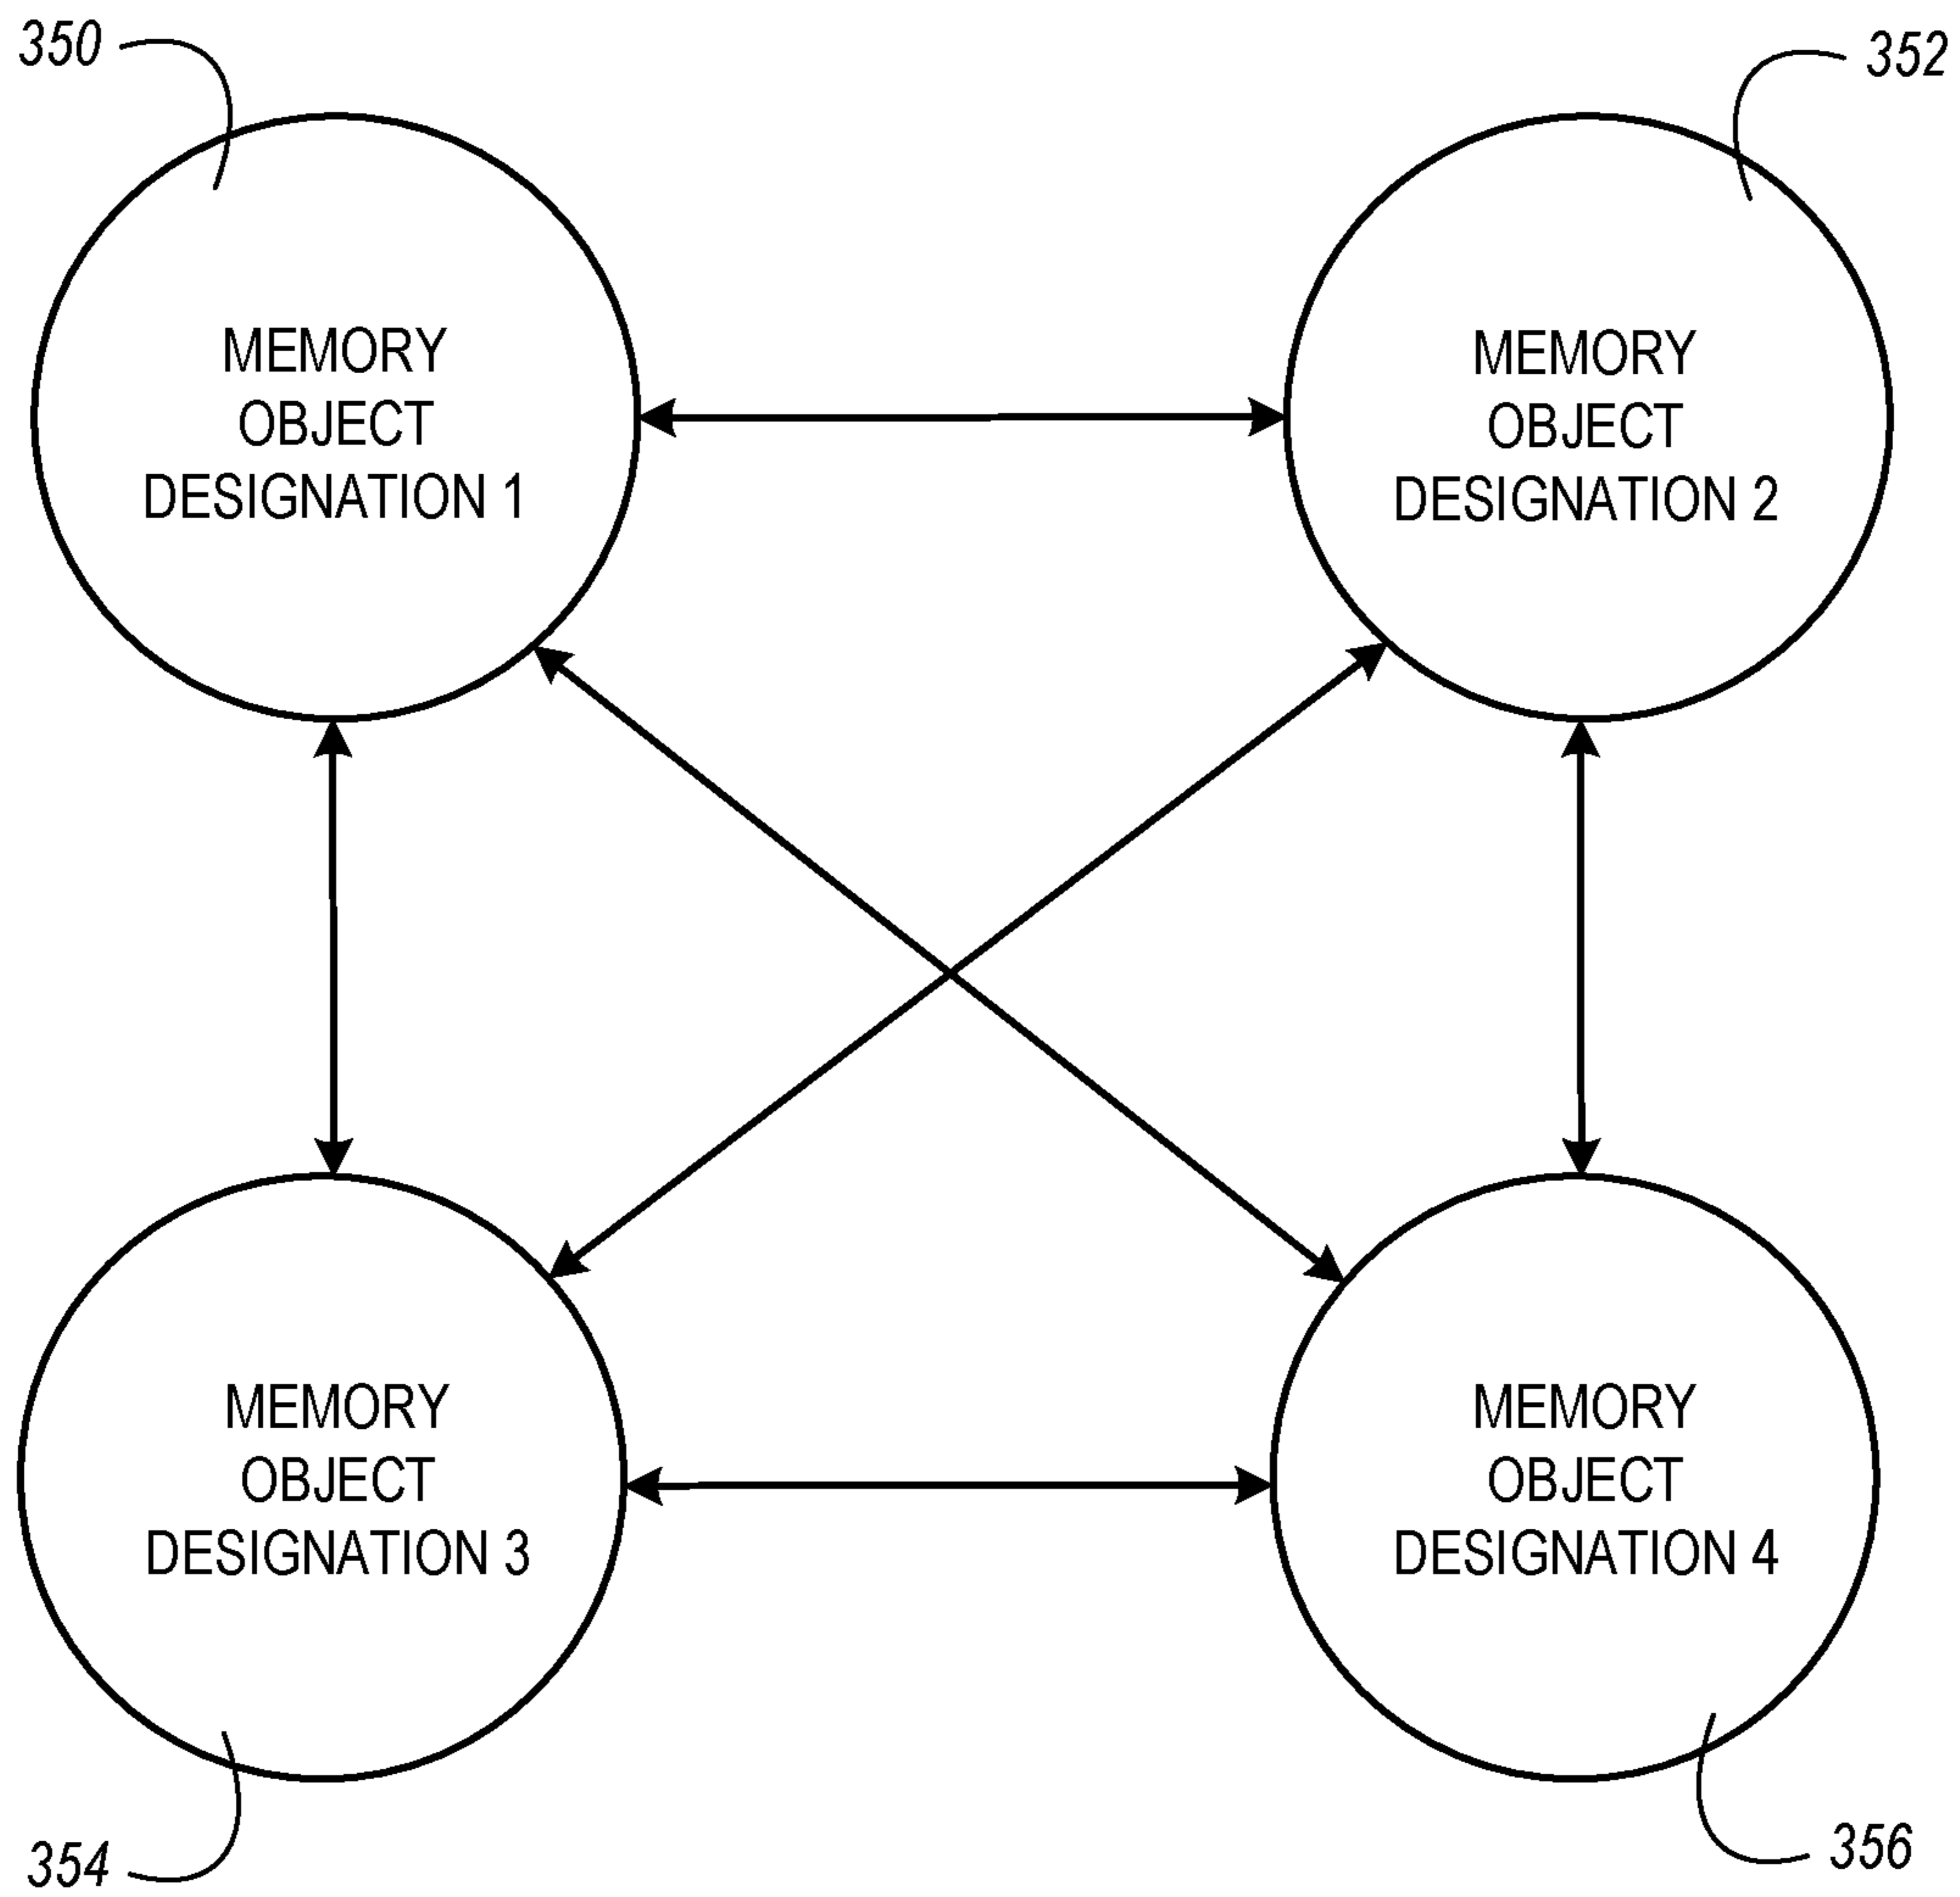 350
352
MEMORY
OBJECT
DESIGNATION 1
MEMORY
OBJECT
DESIGNATION 2
MEMORY
OBJECT
DESIGNATION 3
MEMORY
OBJECT
DESIGNATION 4
354
356